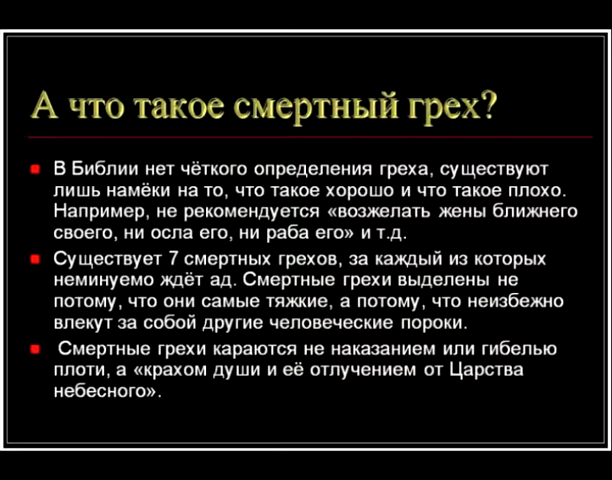 А что такое смертный грех?
В Библии нет чёткого определения греха, существуют
лишь намёки на то, что такое хорошо и что такое плохо.
Например, не рекомендуется «возжелать жены ближнего
своего, ни осла его, ни раба его» и т.д.
Существует 7 смертных грехов, за каждый из которых
неминуемо ждёт ад. Смертные грехи выделены не
потому, что они самые тяжкие, а потому, что неизбежно
влекут за собой другие человеческие пороки.
Смертные грехи караются не наказанием или гибелью
плоти, а «крахом души и её отлучением от Царства
небесного».